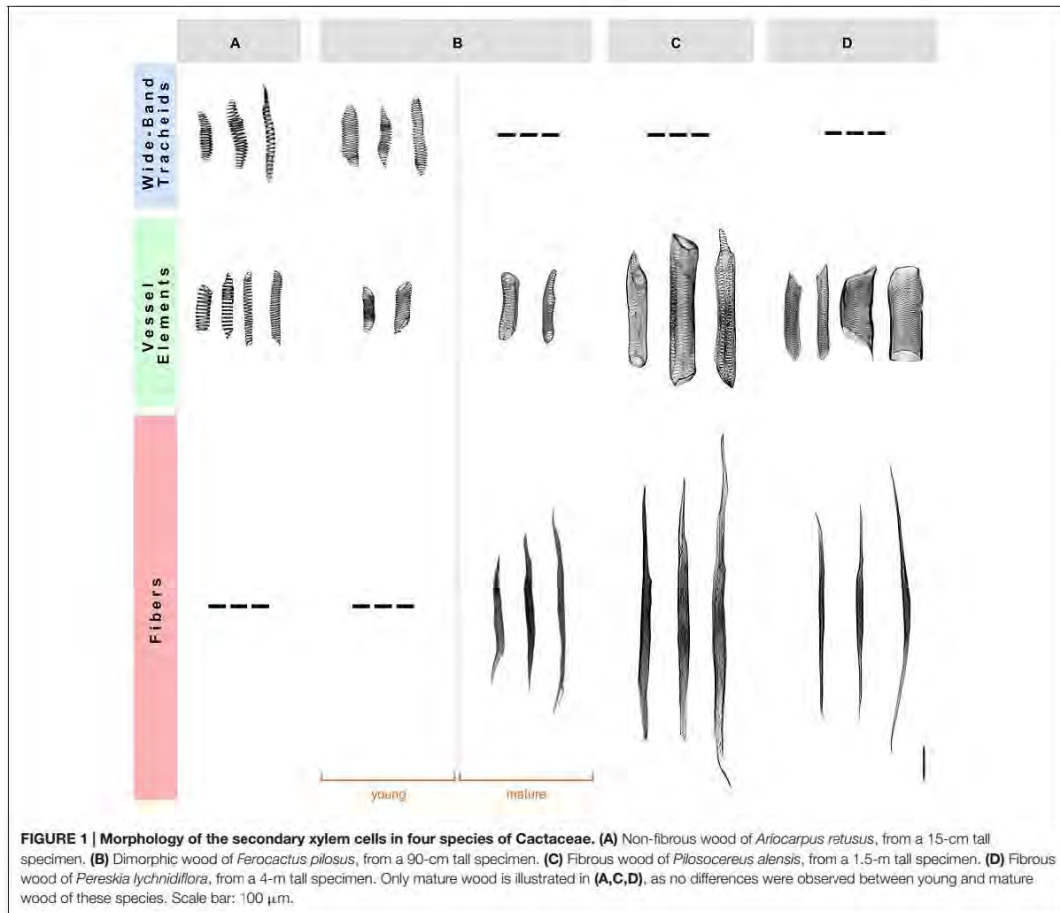 A
B
C
D
Wide-Band
Tracheids
Vessel
Elements
Fibers
young
mature
FIGURE 1 | Morphology of the secondary xylem cells in four species of Cactaceae. (A) Non-fibrous wood of Ariocarpus retusus, from a 15-cm tall
specimen. (B) Dimorphic wood of Ferocactus pilosus, from a 90-cm tall specimen. (C) Fibrous wood of Pilosocereus alensis, from a 1.5-m tall specimen. (D) Fibrous
wood of Pereskia lychnidiflora, from a 4-m tall specimen. Only mature wood is illustrated in (A,C,D), as no differences were observed between young and mature
wood of these species. Scale bar: 100 μm.